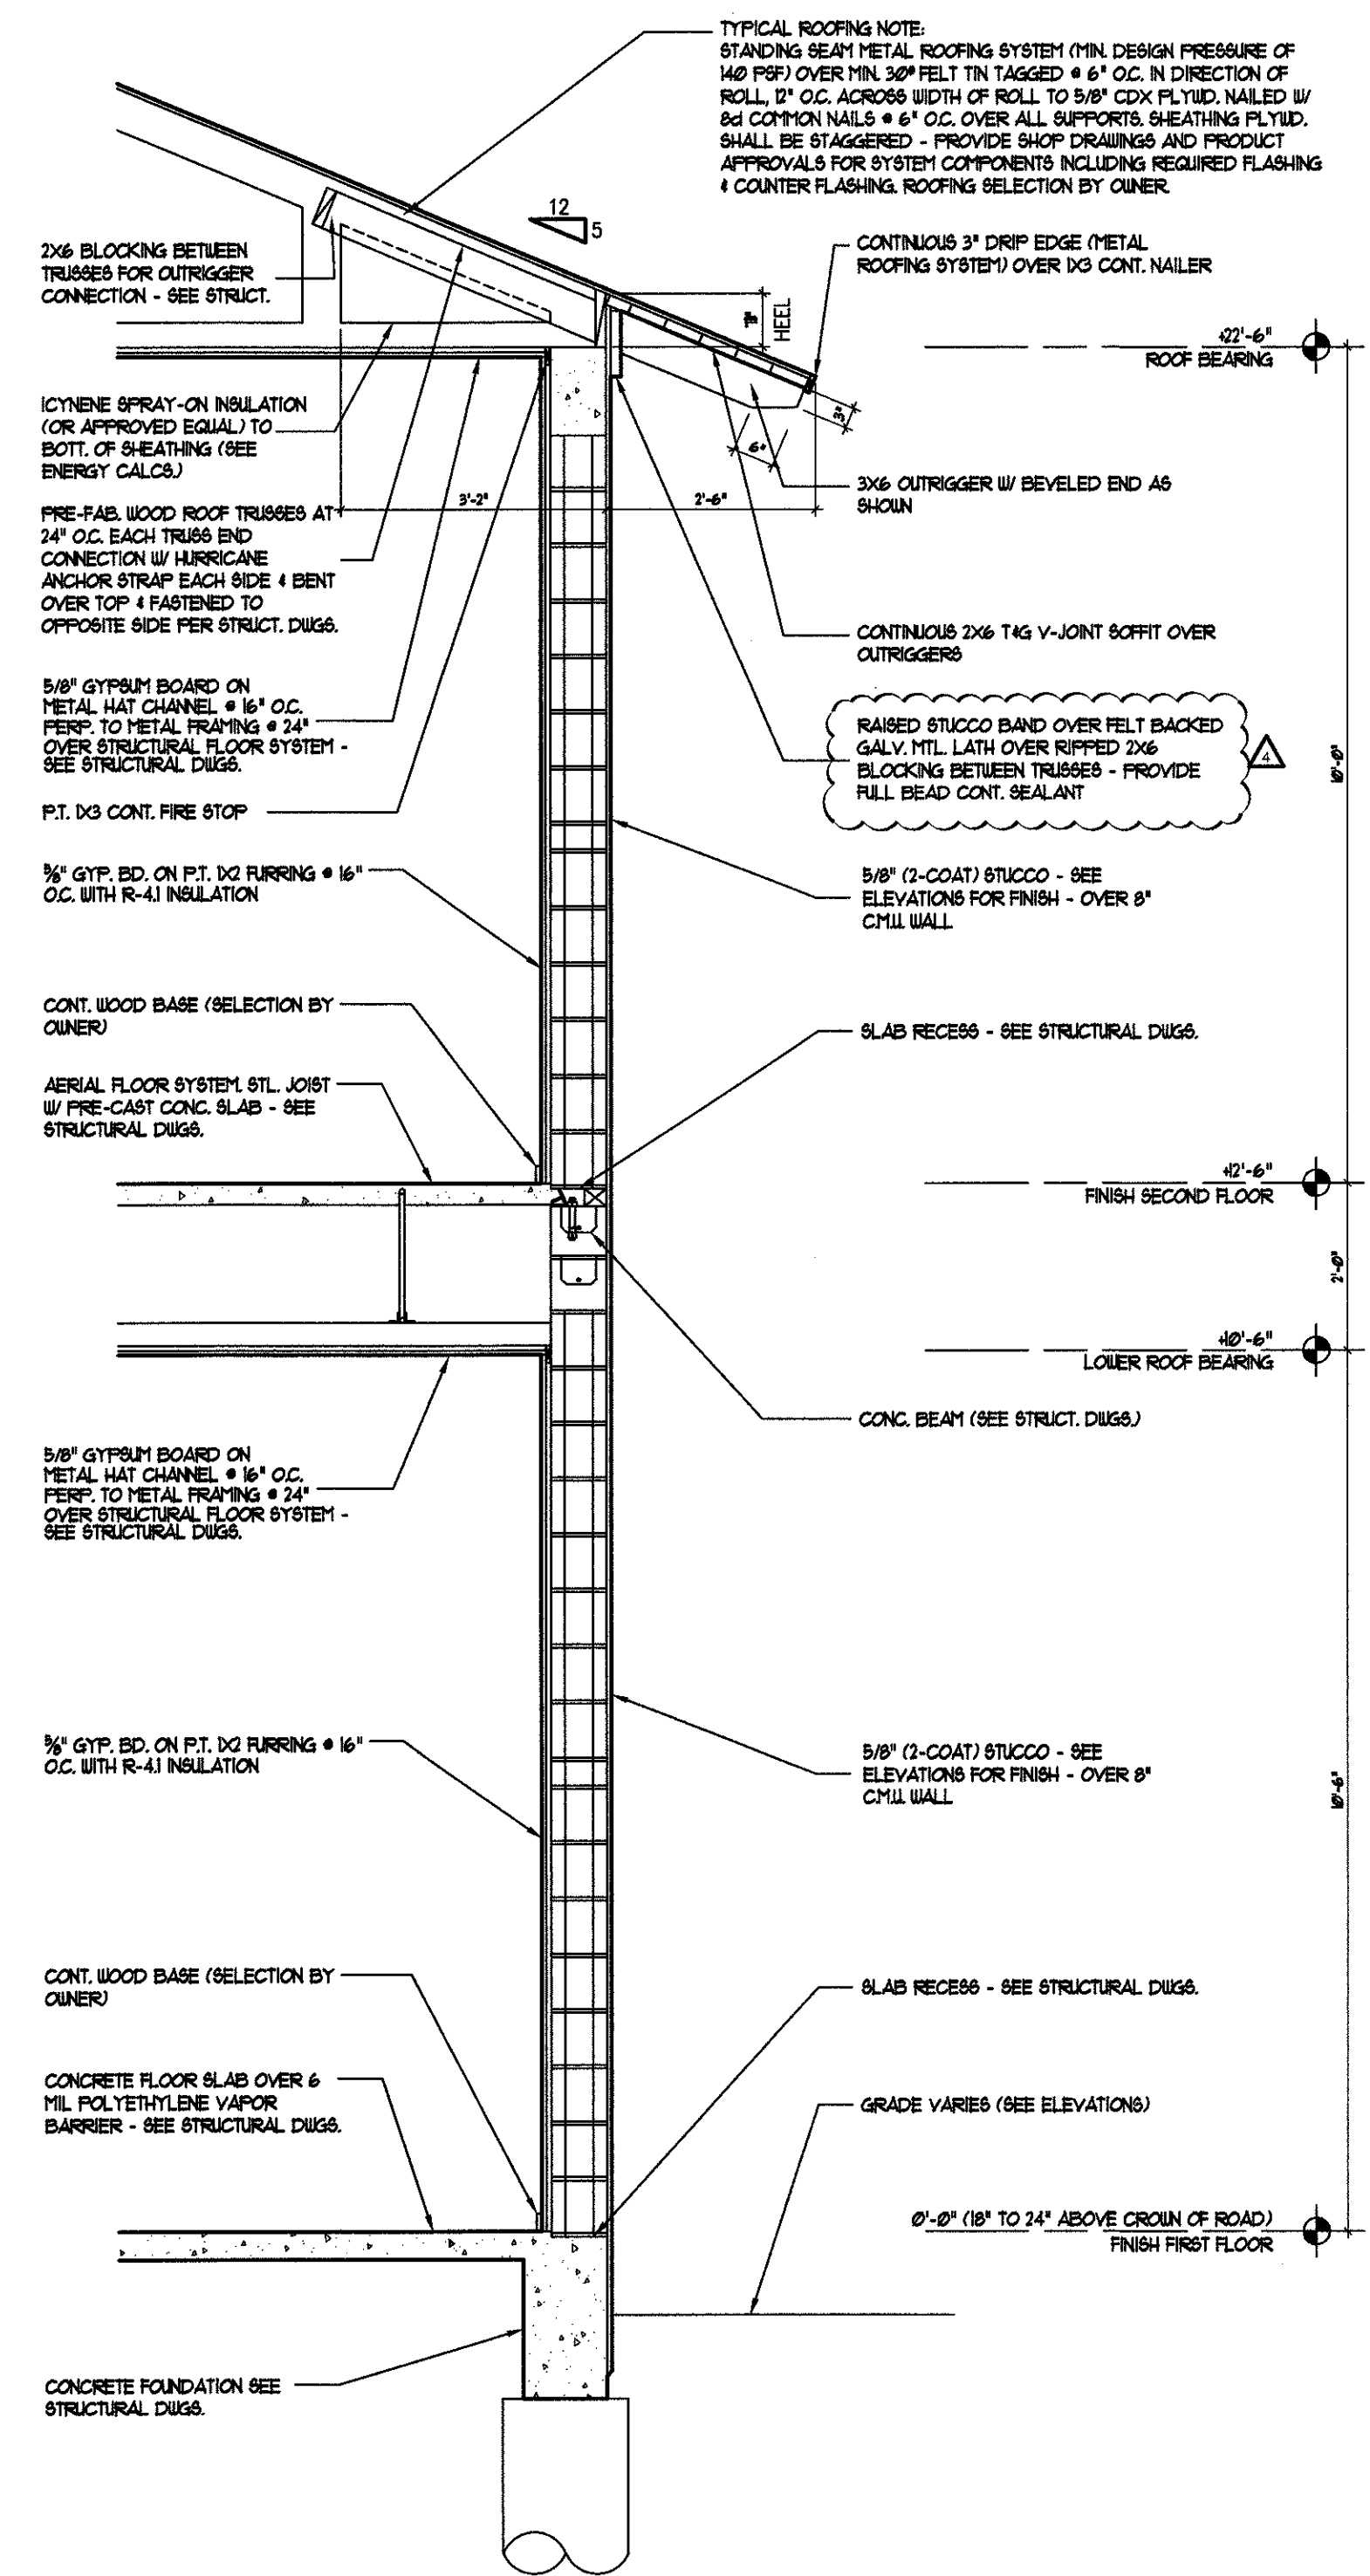 TYPICAL ROOFING NOTE:
STANDING SEAM METAL ROOFING SYSTEM (MIN. DESIGN PRESSURE OF
140 PSF) OVER MIN. 30# FELT TIN TAGGED @ 6" O.C. IN DIRECTION OF
ROLL, 12" O.C. ACROSS WIDTH OF ROLL TO 5/8" CDX PLYWD. NAILED W/
8d COMMON NAILS @ 6" O.C. OVER ALL SUPPORTS. SHEATHING PLYWD.
SHALL BE STAGGERED - PROVIDE SHOP DRAWINGS AND PRODUCT
APPROVALS FOR SYSTEM COMPONENTS INCLUDING REQUIRED FLASHING
& COUNTER FLASHING. ROOFING SELECTION BY OWNER
12
5
2X6 BLOCKING BETWEEN
TRUSSES FOR OUTRIGGER
CONNECTION - SEE STRUCT.
CONTINUOUS 3" DRIP EDGE (METAL
ROOFING SYSTEM) OVER 1X3 CONT. NAILER
HEEL
+22'-6"
ROOF BEARING
ICYNENE SPRAY-ON INSULATION
(OR APPROVED EQUAL) TO
BOTT. OF SHEATHING (SEE
ENERGY CALCS.)
3"
6"
3X6 OUTRIGGER W/ BEVELED END AS
SHOWN
3'-2"
2'-6"
PRE-FAB. WOOD ROOF TRUSSES AT
24" O.C. EACH TRUSS END
CONNECTION W/ HURRICANE
ANCHOR STRAP EACH SIDE & BENT
OVER TOP & FASTENED TO
OPPOSITE SIDE PER STRUCT. DWGS.
CONTINUOUS 2X6 T&G V-JOINT SOFFIT OVER
OUTRIGGERS
5/8" GYPSUM BOARD ON
METAL HAT CHANNEL @ 16" O.C.
PERP. TO METAL FRAMING @ 24"
OVER STRUCTURAL FLOOR SYSTEM -
SEE STRUCTURAL DWGS.
RAISED STUCCO BAND OVER FELT BACKED
GALV. MTL. LATH OVER RIPPED 2X6
BLOCKING BETWEEN TRUSSES - PROVIDE
FULL BEAD CONT. SEALANT
4
10'-0"
P.T. 1X3 CONT. FIRE STOP
5/8" GYP. BD. ON P.T. 1X2 FURRING @ 16"
O.C. WITH R-4.1 INSULATION
5/8" (2-COAT) STUCCO - SEE
ELEVATIONS FOR FINISH - OVER 8"
C.M.U. WALL
CONT. WOOD BASE (SELECTION BY
OWNER)
SLAB RECESS - SEE STRUCTURAL DWGS.
AERIAL FLOOR SYSTEM. STL. JOIST
W/ PRE-CAST CONC. SLAB - SEE
STRUCTURAL DWGS.
+12'-6"
FINISH SECOND FLOOR
2'-0"
+10'-6"
LOWER ROOF BEARING
CONC. BEAM (SEE STRUCT. DWGS.)
5/8" GYPSUM BOARD ON
METAL HAT CHANNEL @ 16" O.C.
PERP. TO METAL FRAMING @ 24"
OVER STRUCTURAL FLOOR SYSTEM -
SEE STRUCTURAL DWGS.
5/8" GYP. BD. ON P.T. 1X2 FURRING @ 16"
O.C. WITH R-4.1 INSULATION
5/8" (2-COAT) STUCCO - SEE
ELEVATIONS FOR FINISH - OVER 8"
C.M.U. WALL
10'-6"
CONT. WOOD BASE (SELECTION BY
OWNER)
SLAB RECESS - SEE STRUCTURAL DWGS.
CONCRETE FLOOR SLAB OVER 6
MIL POLYETHYLENE VAPOR
BARRIER - SEE STRUCTURAL DWGS.
GRADE VARIES (SEE ELEVATIONS)
0'-0" (18" TO 24" ABOVE CROWN OF ROAD)
FINISH FIRST FLOOR
CONCRETE FOUNDATION SEE
STRUCTURAL DWGS.